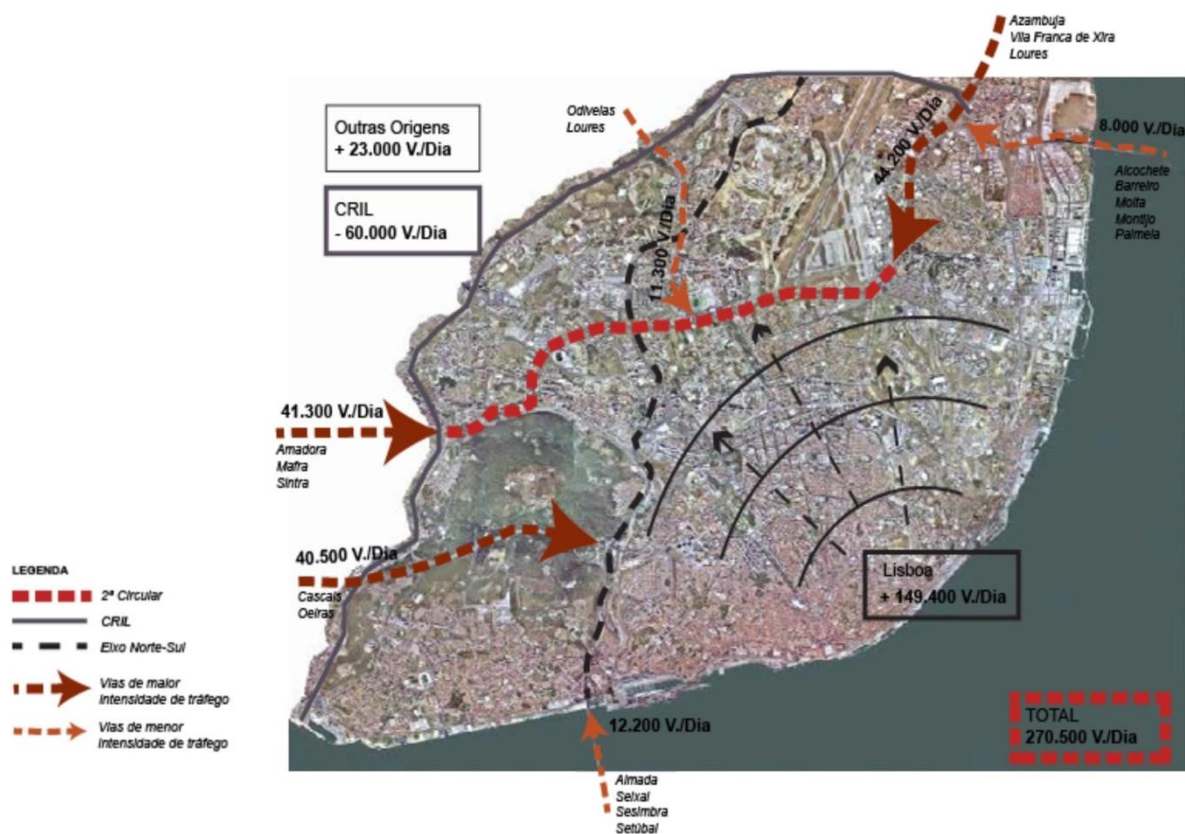 Azambuja
Vila Franca de Xira
Loures
Odivelas
Loures
Outras Origens
+ 23.000 V./Dia
CRIL
- 60.000 V./Dia
44.200 V./Dia
8.000 V./Dia
Alcochete
Barreiro
Moita
Montijo
Palmela
11.300 V./Dia
41.300 V./Dia
Amadora
Mafra
Sintra
40.500 V./Dia
Cascais
Oeiras
Lisboa
+ 149.400 V./Dia
LEGENDA
2ª Circular
CRIL
Eixo Norte-Sul
Vias de maior
Intensidade de tráfego
Vias de menor
Intensidade de tráfego
12.200 V./Dia
Almada
Seixal
Sesimbra
Setúbal
TOTAL
270.500 V./Dia